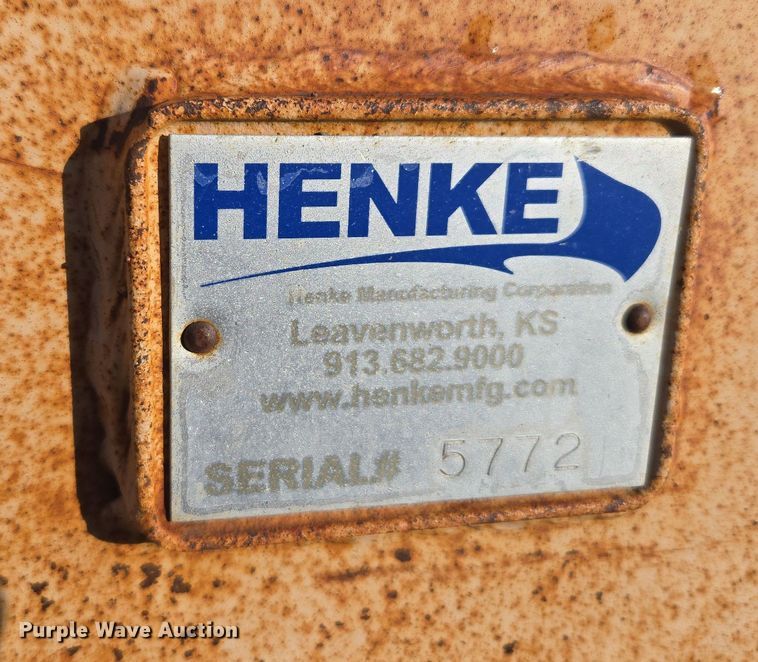 HENKE
Henke Manufacturing Corporation
Leavenworth, KS
913.682.9000
www.henkemfg.com
SERIAL# 5772
Purple Wave Auction